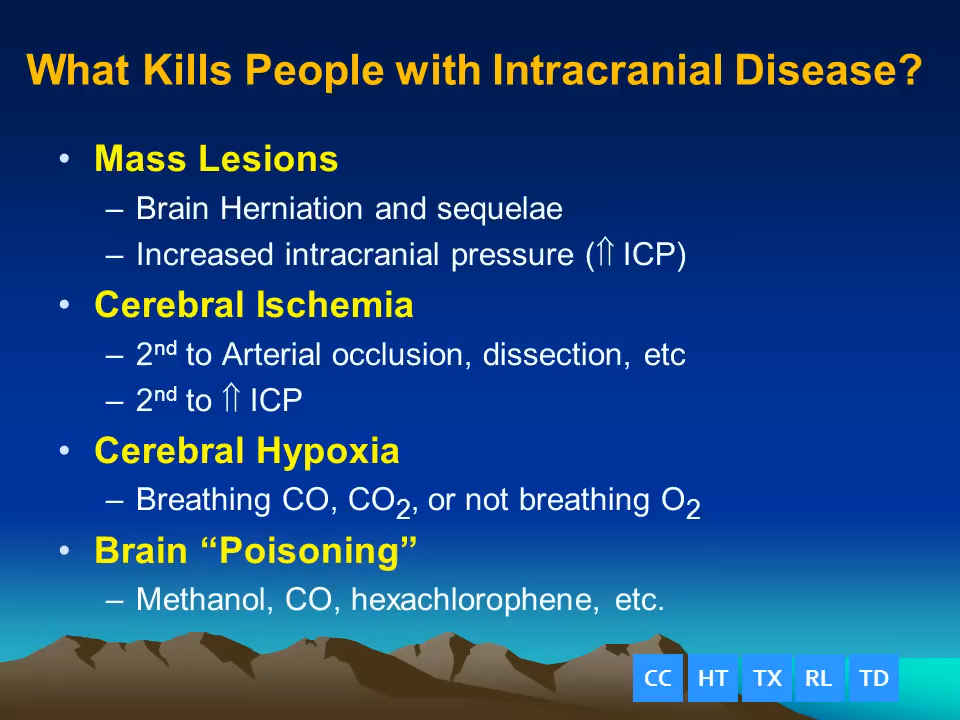 What Kills People with Intracranial Disease?
• Mass Lesions
– Brain Herniation and sequelae
– Increased intracranial pressure (⇑ ICP)
• Cerebral Ischemia
– 2nd to Arterial occlusion, dissection, etc
– 2nd to ⇑ ICP
• Cerebral Hypoxia
– Breathing CO, CO2, or not breathing O2
• Brain “Poisoning”
– Methanol, CO, hexachlorophene, etc.
CC HT TX RL TD